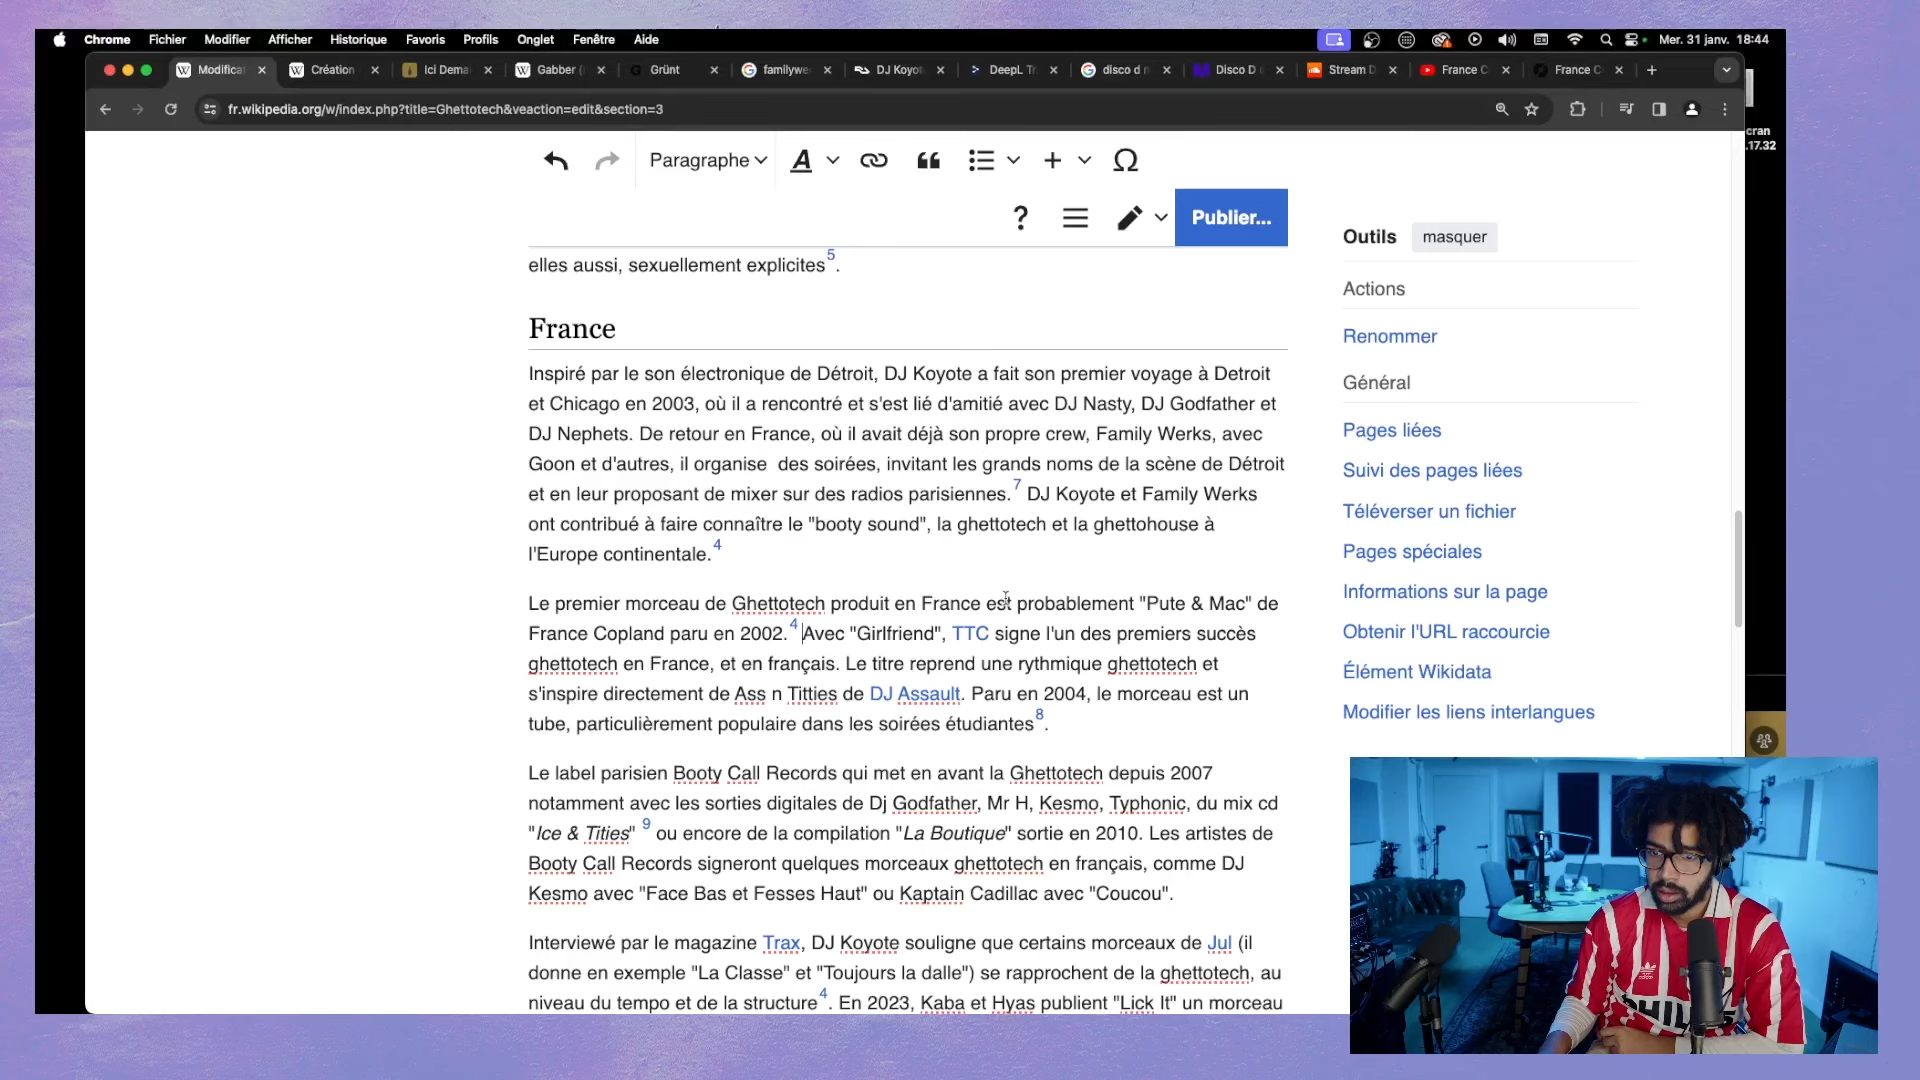 Chrome Fichier Modifier Afficher Historique Favoris Profils Onglet Fenêtre Aide Mer. 31 janv. 18:44
Modificat Création Ici Dema Gabber ( Grünt familywe DJ Koyot DeepL Tr disco d n Disco D Stream D France C France C
fr.wikipedia.org/w/index.php?title=Ghettotech&veaction=edit&section=3
cran
.17.32
Paragraphe
Publier...
elles aussi, sexuellement explicites5.
France
Inspiré par le son électronique de Détroit, DJ Koyote a fait son premier voyage à Detroit
et Chicago en 2003, où il a rencontré et s'est lié d'amitié avec DJ Nasty, DJ Godfather et
DJ Nephets. De retour en France, où il avait déjà son propre crew, Family Werks, avec
Goon et d'autres, il organise  des soirées, invitant les grands noms de la scène de Détroit
et en leur proposant de mixer sur des radios parisiennes.7 DJ Koyote et Family Werks
ont contribué à faire connaître le "booty sound", la ghettotech et la ghettohouse à
l'Europe continentale.4
Le premier morceau de Ghettotech produit en France est probablement "Pute & Mac" de
France Copland paru en 2002.4 Avec "Girlfriend", TTC signe l'un des premiers succès
ghettotech en France, et en français. Le titre reprend une rythmique ghettotech et
s'inspire directement de Ass n Titties de DJ Assault. Paru en 2004, le morceau est un
tube, particulièrement populaire dans les soirées étudiantes8.
Le label parisien Booty Call Records qui met en avant la Ghettotech depuis 2007
notamment avec les sorties digitales de Dj Godfather, Mr H, Kesmo, Typhonic, du mix cd
"Ice & Tities" 9 ou encore de la compilation "La Boutique" sortie en 2010. Les artistes de
Booty Call Records signeront quelques morceaux ghettotech en français, comme DJ
Kesmo avec "Face Bas et Fesses Haut" ou Kaptain Cadillac avec "Coucou".
Interviewé par le magazine Trax, DJ Koyote souligne que certains morceaux de Jul (il
donne en exemple "La Classe" et "Toujours la dalle") se rapprochent de la ghettotech, au
niveau du tempo et de la structure4. En 2023, Kaba et Hyas publient "Lick It" un morceau
Outils masquer
Actions
Renommer
Général
Pages liées
Suivi des pages liées
Téléverser un fichier
Pages spéciales
Informations sur la page
Obtenir l'URL raccourcie
Élément Wikidata
Modifier les liens interlangues